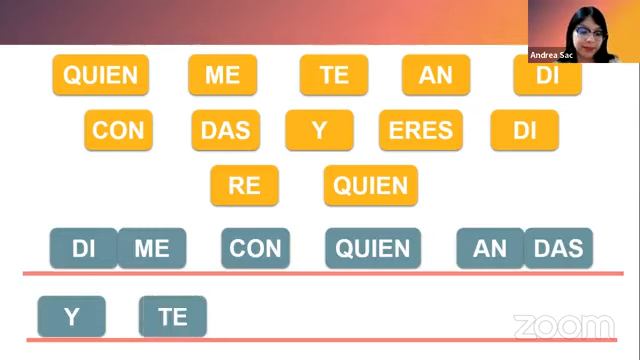 Andrea Sac
QUIEN ME TE AN DI
CON DAS Y ERES DI
RE QUIEN
DI ME CON QUIEN AN DAS
Y TE
zoom